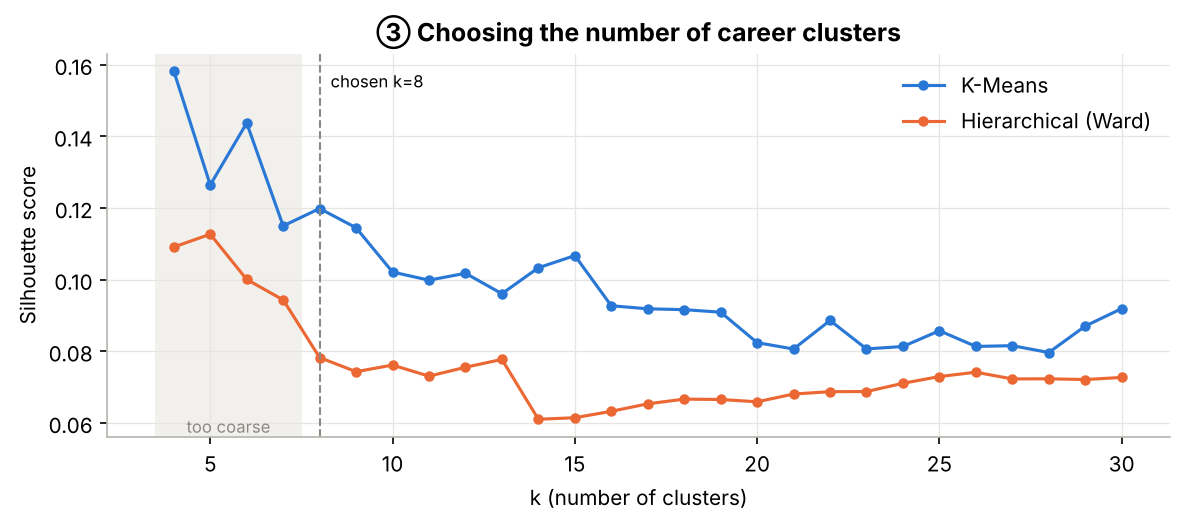 ③ Choosing the number of career clusters
0.16
0.14
0.12
0.10
0.08
0.06
Silhouette score
chosen k=8
too coarse
K-Means
Hierarchical (Ward)
5
10
15
20
25
30
k (number of clusters)